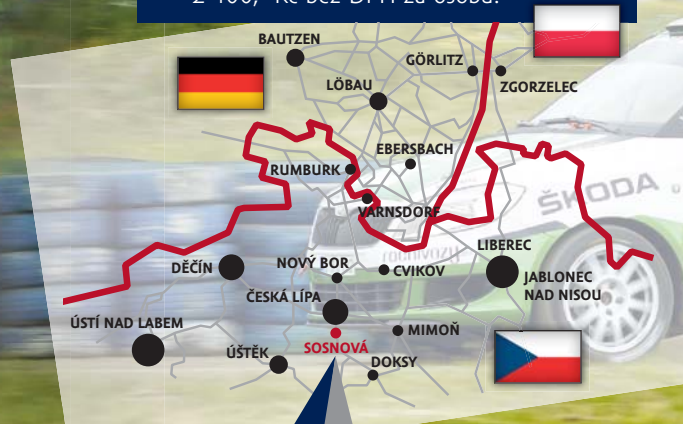 2 400,- Kč bez DPH za osobu.
BAUTZEN
GÖRLITZ
ZGORZELEC
LÖBAU
EBERSBACH
RUMBURK
VARNSDORF
ŠKODA
LIBEREC
NOVÝ BOR
CVIKOV
DĚČÍN
JABLONEC
NAD NISOU
ČESKÁ LÍPA
ÚSTÍ NAD LABEM
MIMOŇ
SOSNOVÁ
ÚŠTĚK
DOKSY